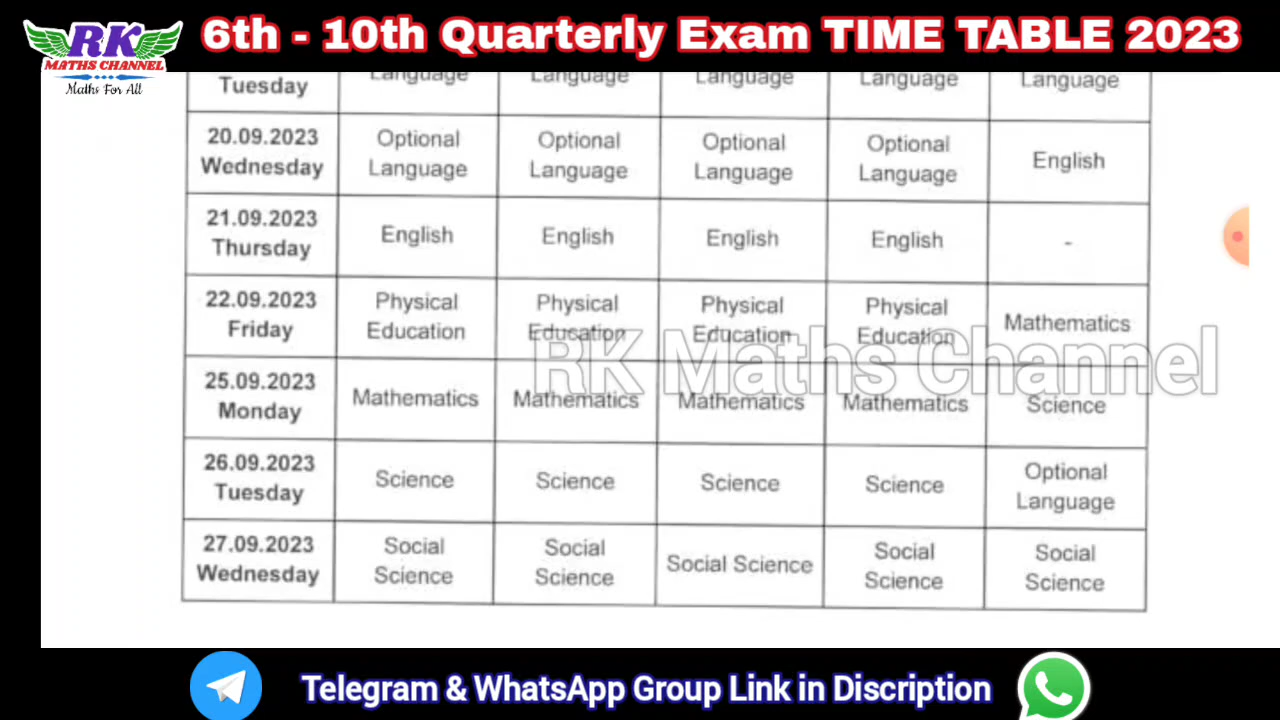 RK
MATHS CHANNEL
Maths For All
6th - 10th Quarterly Exam TIME TABLE 2023
Tuesday Language Language Language Language Language
20.09.2023
Wednesday
Optional
Language
Optional
Language
Optional
Language
Optional
Language
English
21.09.2023
Thursday
English
English
English
English
-
22.09.2023
Friday
Physical
Education
Physical
Education
Physical
Education
Physical
Education
Mathematics
RK Maths Channel
25.09.2023
Monday
Mathematics
Mathematics
Mathematics
Mathematics
Science
26.09.2023
Tuesday
Science
Science
Science
Science
Optional
Language
27.09.2023
Wednesday
Social
Science
Social
Science
Social Science
Social
Science
Social
Science
Telegram & WhatsApp Group Link in Discription